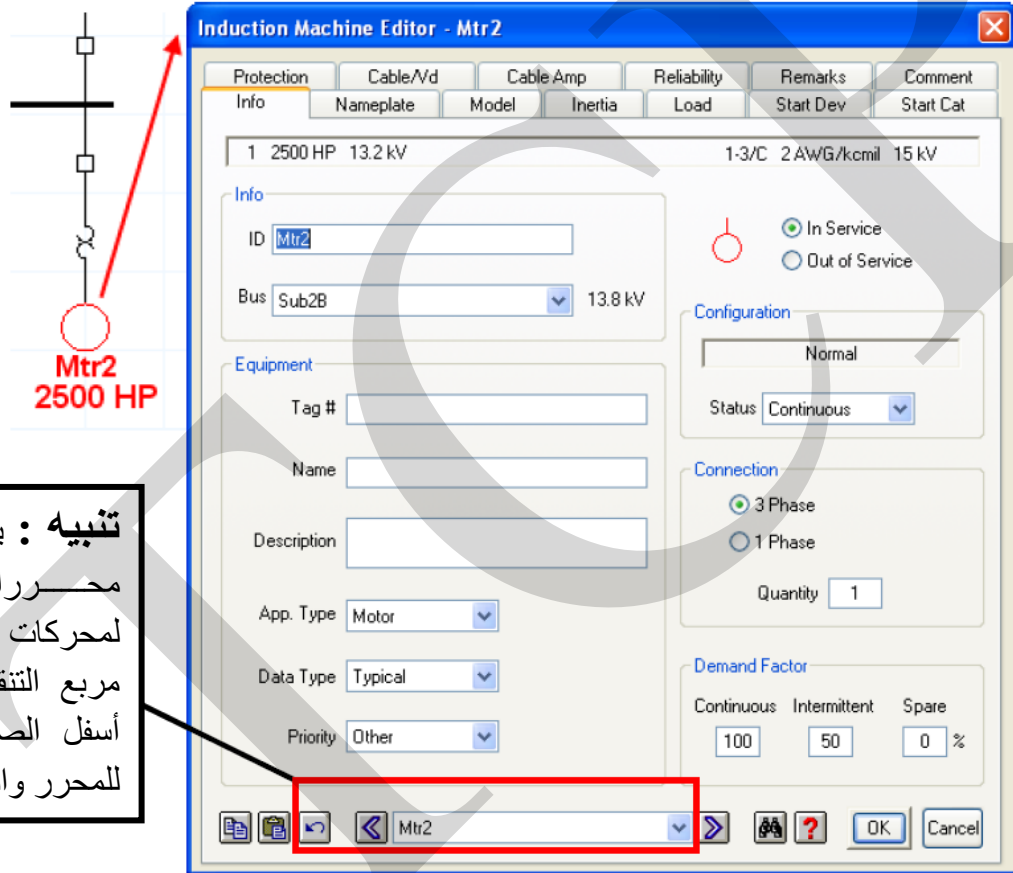 Mtr2
2500 HP
تنبيه :
لمحركات
مربع
أسفل
للمحرر
Induction Machine Editor - Mtr2
Protection Cable/Vd Cable Amp Reliability Remarks Comment
Info Nameplate Model Inertia Load Start Dev Start Cat
1 2500 HP 13.2 kV 1-3/C 2 AWG/kcmil 15 kV
Info
ID Mtr2
Bus Sub2B 13.8 kV
In Service
Out of Service
Configuration
Normal
Status Continuous
Equipment
Tag #
Name
Description
App. Type Motor
Data Type Typical
Priority Other
Connection
3 Phase
1 Phase
Quantity 1
Demand Factor
Continuous Intermittent Spare
100 50 0 %
Mtr2 ? OK Cancel